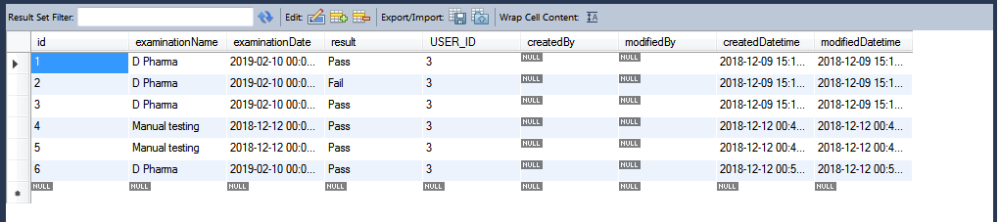 Result Set Filter: Edit: Export/Import: Wrap Cell Content: IA
id examinationName examinationDate result USER_ID createdBy modifiedBy createdDatetime modifiedDatetime
1 D Pharma 2019-02-10 00:0... Pass 3 NULL NULL 2018-12-09 15:1... 2018-12-09 15:1...
2 D Pharma 2019-02-10 00:0... Fail 3 NULL NULL 2018-12-09 15:1... 2018-12-09 15:1...
3 D Pharma 2019-02-10 00:0... Pass 3 NULL NULL 2018-12-09 15:1... 2018-12-09 15:1...
4 Manual testing 2018-12-12 00:0... Pass 3 NULL NULL 2018-12-12 00:4... 2018-12-12 00:4...
5 Manual testing 2018-12-12 00:0... Pass 3 NULL NULL 2018-12-12 00:4... 2018-12-12 00:4...
6 D Pharma 2019-02-10 00:0... Pass 3 NULL NULL 2018-12-12 00:5... 2018-12-12 00:5...
NULL NULL NULL NULL NULL NULL NULL NULL NULL